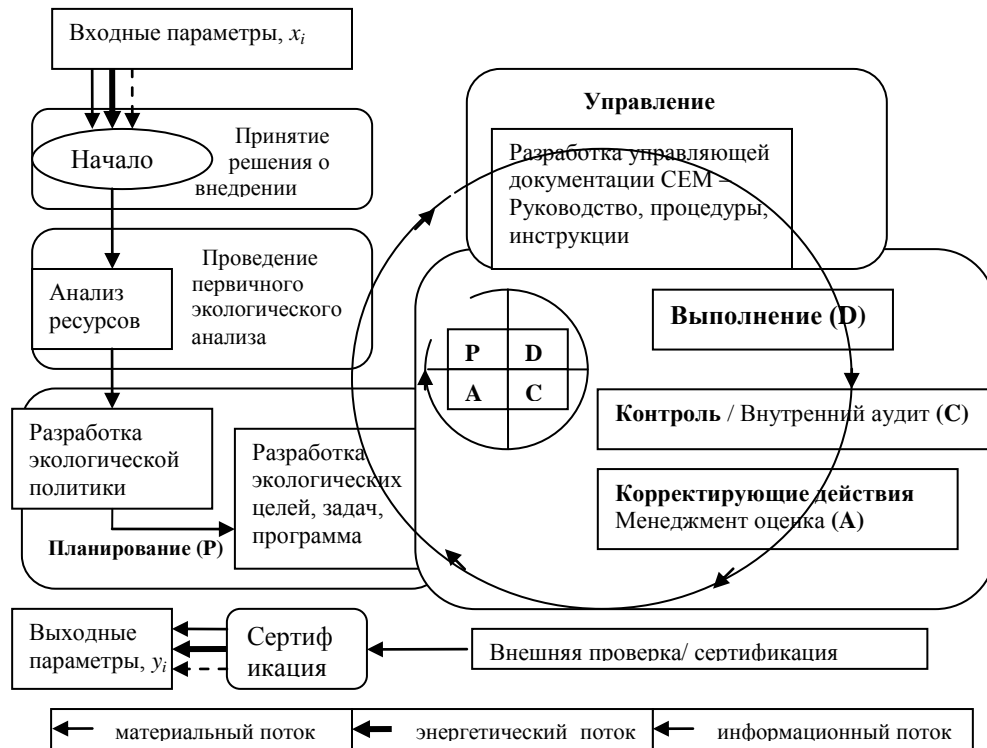 Входные параметры, xᵢ
Начало
Принятие
решения о
внедрении
Анализ
ресурсов
Проведение
первичного
экологического
анализа
Разработка
экологической
политики
Разработка
экологических
целей, задач,
программа
Планирование (P)
Управление
Разработка управляющей
документации СЕМ –
Руководство, процедуры,
инструкции
P D
A C
Выполнение (D)
Контроль / Внутренний аудит (C)
Корректирующие действия
Менеджмент оценка (A)
Выходные
параметры, yᵢ
Сертиф
икация
Внешняя проверка/ сертификация
материальный поток
энергетический поток
информационный поток